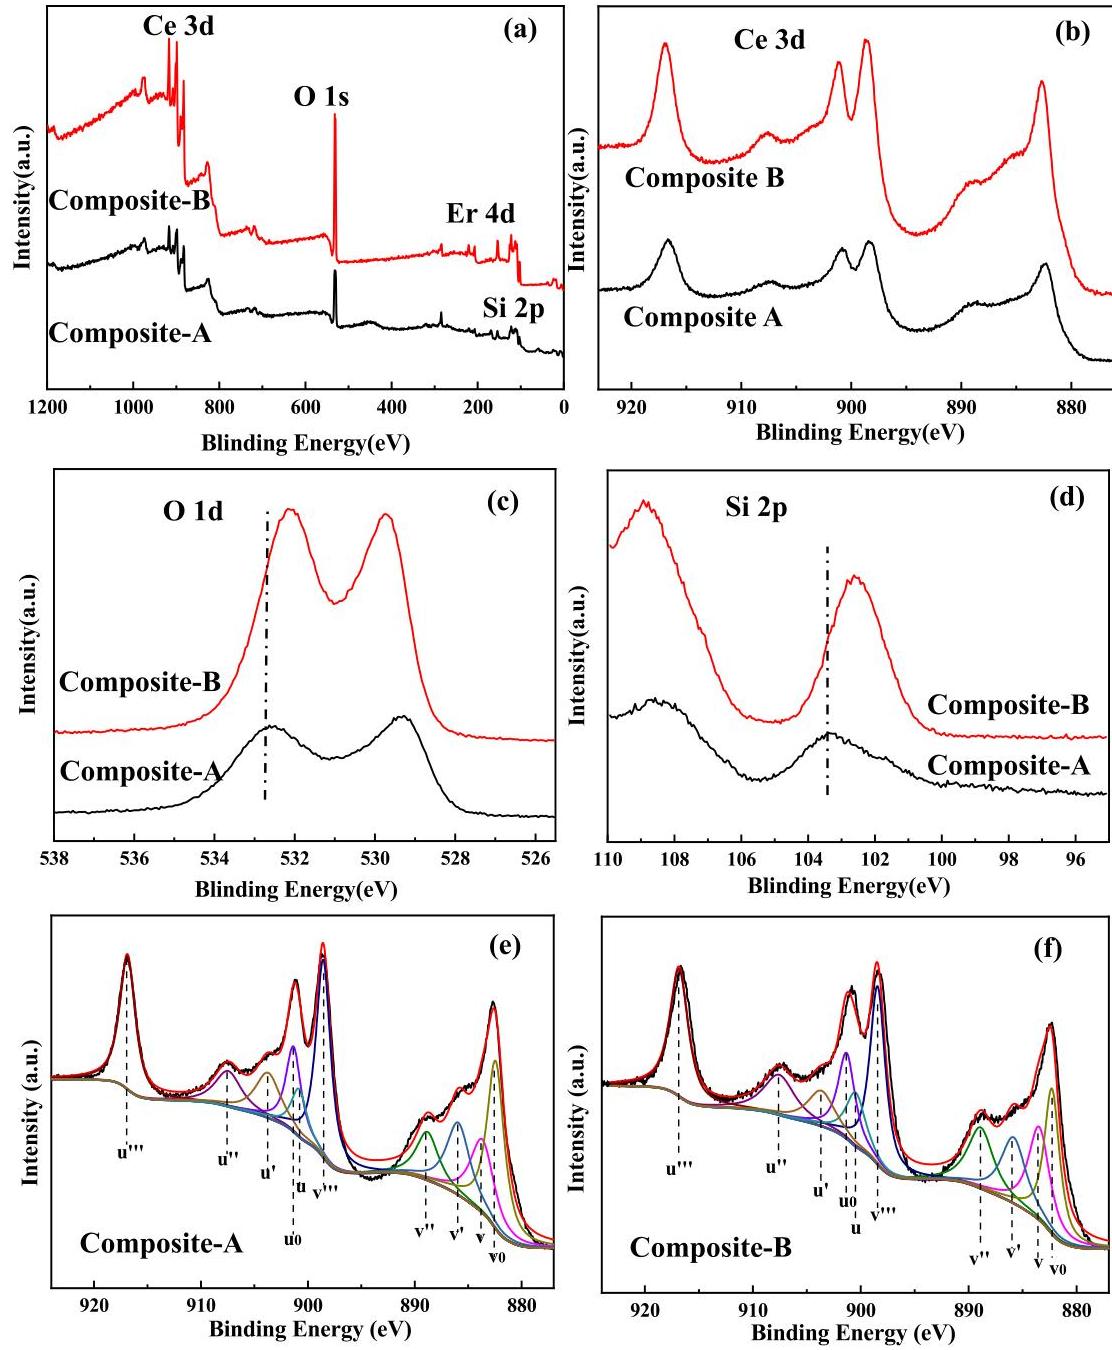 Ce 3d
(a)
O 1s
Er 4d
Composite-B
Si 2p
Composite-A
Intensity(a.u.)
1200 1000 800 600 400 200 0
Blinding Energy(eV)
Ce 3d
(b)
Composite B
Composite A
Intensity(a.u.)
920 910 900 890 880
Blinding Energy(eV)
O 1d
(c)
Composite-B
Composite-A
Intensity(a.u.)
538 536 534 532 530 528 526
Blinding Energy(eV)
Si 2p
(d)
Composite-B
Composite-A
Intensity(a.u.)
110 108 106 104 102 100 98 96
Blinding Energy(eV)
(e)
u''' u'' u' u0 u v''' v'' v' v v0
Composite-A
Intensity (a.u.)
920 910 900 890 880
Binding Energy (eV)
(f)
u''' u'' u' u0 u v''' v'' v' v v0
Composite-B
Intensity (a.u.)
920 910 900 890 880
Binding Energy (eV)